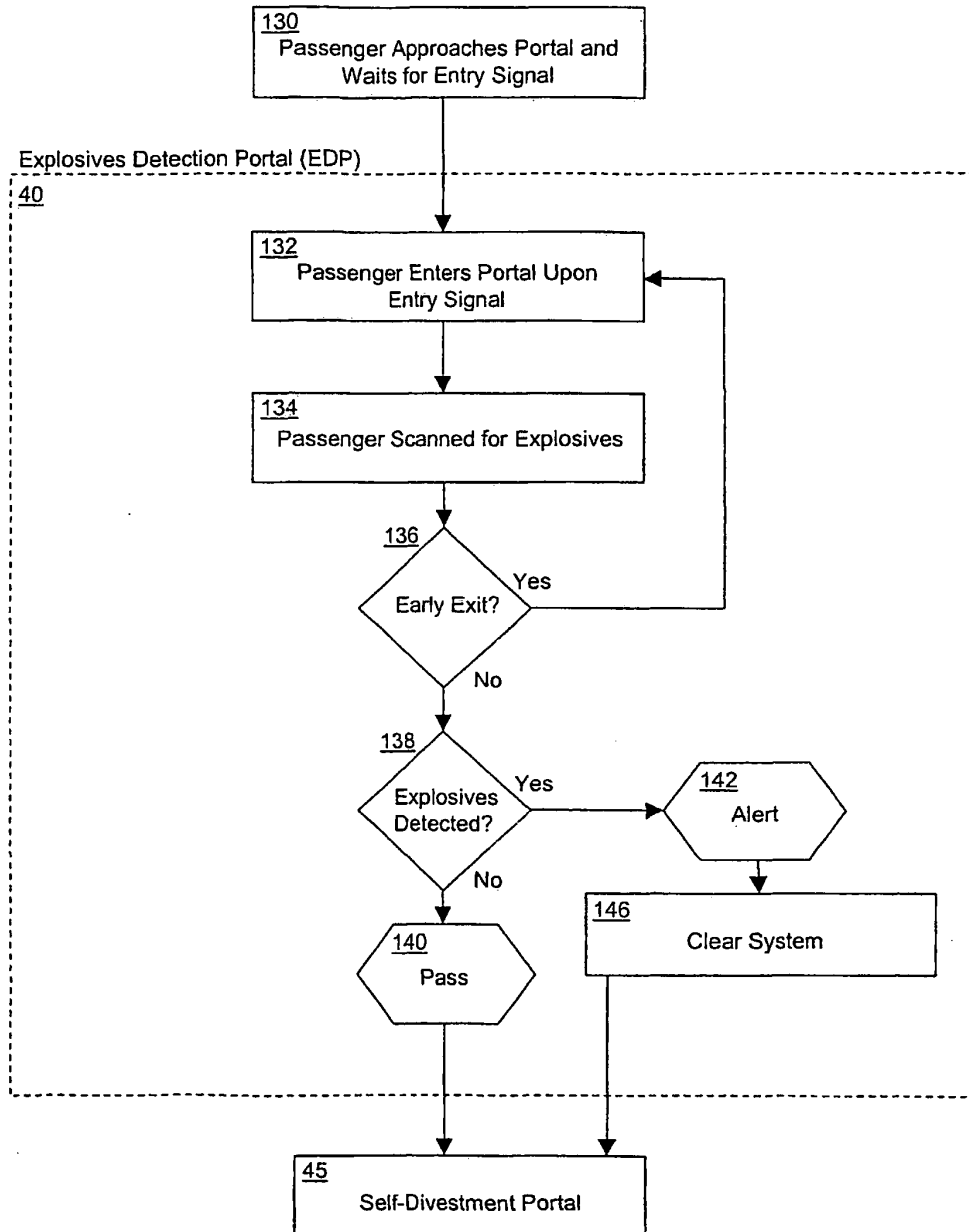 130
Passenger Approaches Portal and
Waits for Entry Signal
Explosives Detection Portal (EDP)
40
132
Passenger Enters Portal Upon
Entry Signal
134
Passenger Scanned for Explosives
136
Yes
Early Exit?
No
138
Yes
Explosives
Detected?
No
142
Alert
140
Pass
146
Clear System
45
Self-Divestment Portal